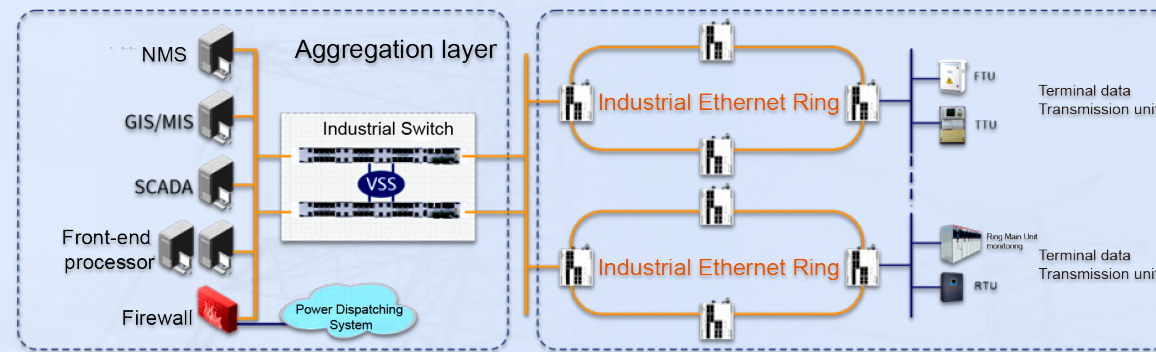 NMS
Aggregation layer
GIS/MIS
Industrial Switch
VSS
SCADA
Front-end
processor
Firewall
Power Dispatching
System
Industrial Ethernet Ring
FTU
TTU
Terminal data
Transmission unit
Industrial Ethernet Ring
Ring Main Unit
monitoring
RTU
Terminal data
Transmission unit